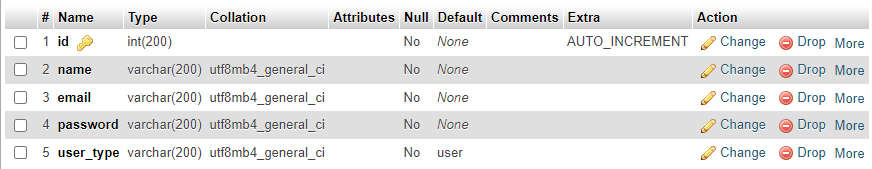 # Name Type Collation Attributes Null Default Comments Extra Action
1 id int(200) No None AUTO_INCREMENT Change Drop More
2 name varchar(200) utf8mb4_general_ci No None Change Drop More
3 email varchar(200) utf8mb4_general_ci No None Change Drop More
4 password varchar(200) utf8mb4_general_ci No None Change Drop More
5 user_type varchar(200) utf8mb4_general_ci No user Change Drop More